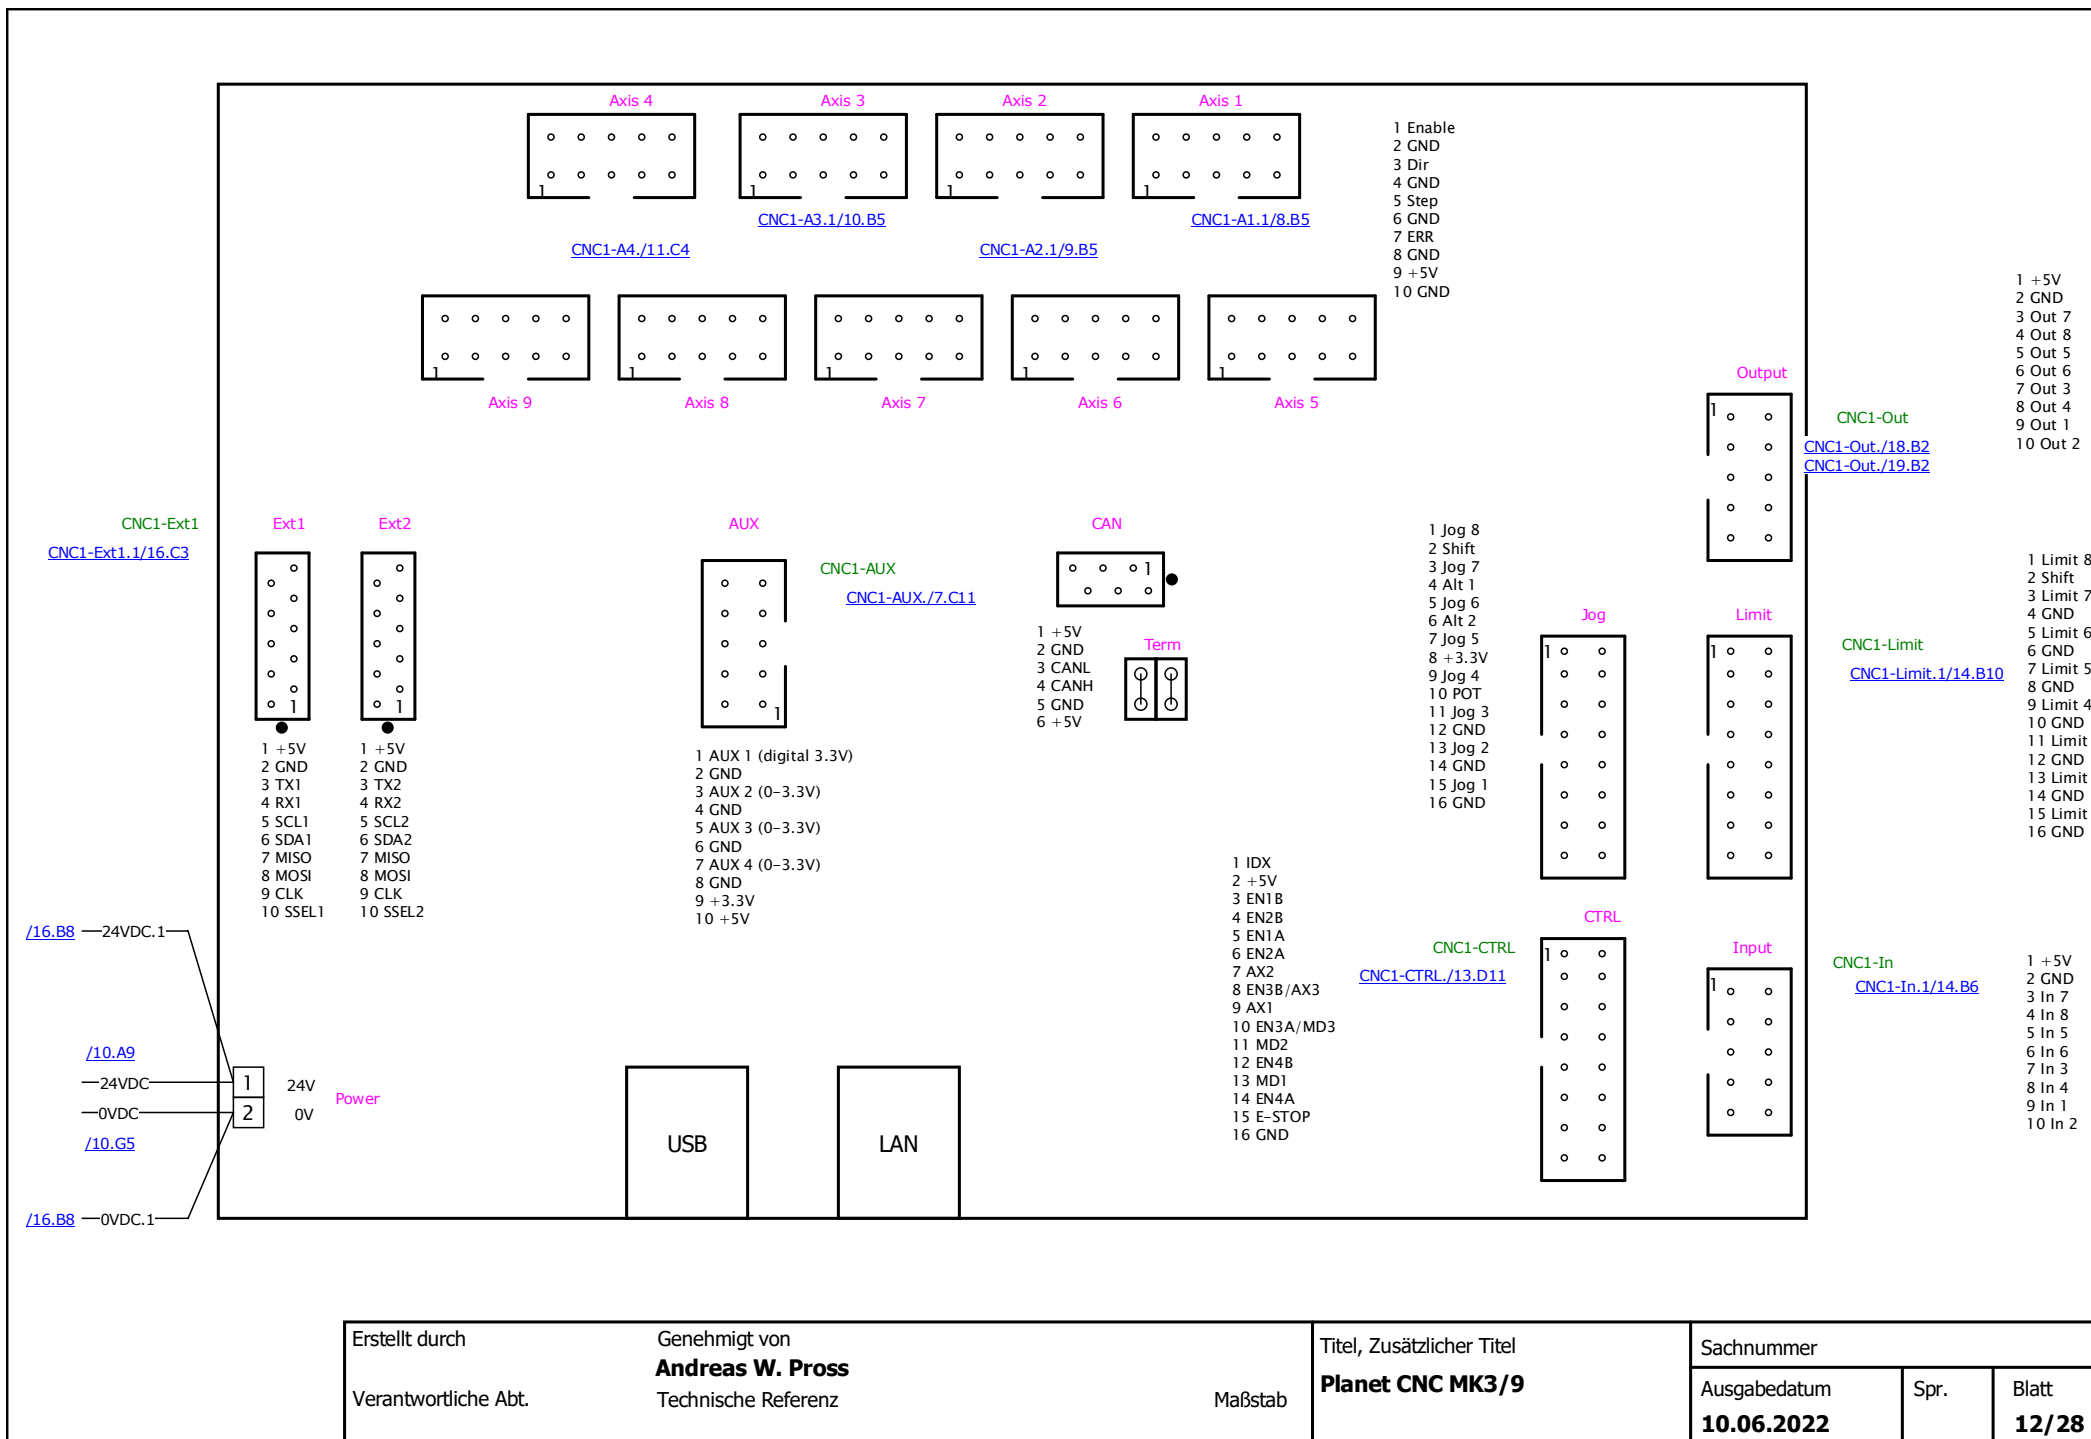 Axis 4
Axis 3
Axis 2
Axis 1
1
1
1
1
CNC1-A3.1/10.B5
CNC1-A1.1/8.B5
CNC1-A4./11.C4
CNC1-A2.1/9.B5
1 Enable
2 GND
3 Dir
4 GND
5 Step
6 GND
7 ERR
8 GND
9 +5V
10 GND
1
1
1
1
1
Axis 9
Axis 8
Axis 7
Axis 6
Axis 5
1 +5V
2 GND
3 Out 7
4 Out 8
5 Out 5
6 Out 6
7 Out 3
8 Out 4
9 Out 1
10 Out 2
Output
1
CNC1-Out
CNC1-Out./18.B2
CNC1-Out./19.B2
CNC1-Ext1
CNC1-Ext1.1/16.C3
Ext1
1
1 +5V
2 GND
3 TX1
4 RX1
5 SCL1
6 SDA1
7 MISO
8 MOSI
9 CLK
10 SSEL1
Ext2
1
1 +5V
2 GND
3 TX2
4 RX2
5 SCL2
6 SDA2
7 MISO
8 MOSI
9 CLK
10 SSEL2
AUX
CNC1-AUX
CNC1-AUX./7.C11
1
1 AUX 1 (digital 3.3V)
2 GND
3 AUX 2 (0-3.3V)
4 GND
5 AUX 3 (0-3.3V)
6 GND
7 AUX 4 (0-3.3V)
8 GND
9 +3.3V
10 +5V
CAN
1
1 +5V
2 GND
3 CANL
4 CANH
5 GND
6 +5V
Term
1 Jog 8
2 Shift
3 Jog 7
4 Alt 1
5 Jog 6
6 Alt 2
7 Jog 5
8 +3.3V
9 Jog 4
10 POT
11 Jog 3
12 GND
13 Jog 2
14 GND
15 Jog 1
16 GND
Jog
1
Limit
1
CNC1-Limit
CNC1-Limit.1/14.B10
1 Limit 8
2 Shift
3 Limit 7
4 GND
5 Limit 6
6 GND
7 Limit 5
8 GND
9 Limit 4
10 GND
11 Limit
12 GND
13 Limit
14 GND
15 Limit
16 GND
1 IDX
2 +5V
3 EN1B
4 EN2B
5 EN1A
6 EN2A
7 AX2
8 EN3B/AX3
9 AX1
10 EN3A/MD3
11 MD2
12 EN4B
13 MD1
14 EN4A
15 E-STOP
16 GND
CTRL
CNC1-CTRL
CNC1-CTRL./13.D11
1
Input
1
CNC1-In
CNC1-In.1/14.B6
1 +5V
2 GND
3 In 7
4 In 8
5 In 5
6 In 6
7 In 3
8 In 4
9 In 1
10 In 2
/16.B8 24VDC.1
/10.A9
24VDC
1
24V
Power
0VDC
2
0V
/10.G5
/16.B8 0VDC.1
USB
LAN
Erstellt durch
Genehmigt von
Andreas W. Pross
Verantwortliche Abt.
Technische Referenz
Maßstab
Titel, Zusätzlicher Titel
Planet CNC MK3/9
Sachnummer
Ausgabedatum
10.06.2022
Spr.
Blatt
12/28